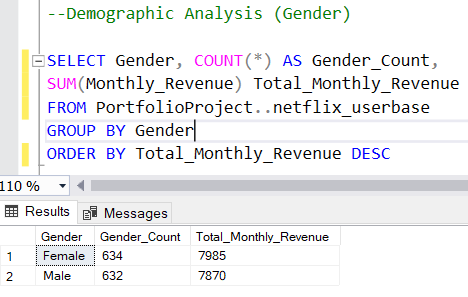 --Demographic Analysis (Gender)
SELECT Gender, COUNT(*) AS Gender_Count,
SUM(Monthly_Revenue) Total_Monthly_Revenue
FROM PortfolioProject..netflix_userbase
GROUP BY Gender
ORDER BY Total_Monthly_Revenue DESC
110 %
Results Messages
Gender Gender_Count Total_Monthly_Revenue
1 Female 634 7985
2 Male 632 7870